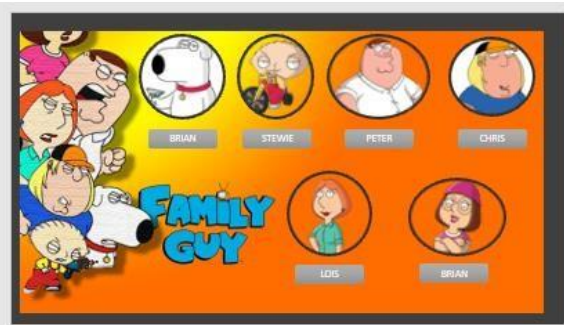 BRIAN
STEWIE
PETER
CHRIS
FAMILY
GUY
LOIS
BRIAN